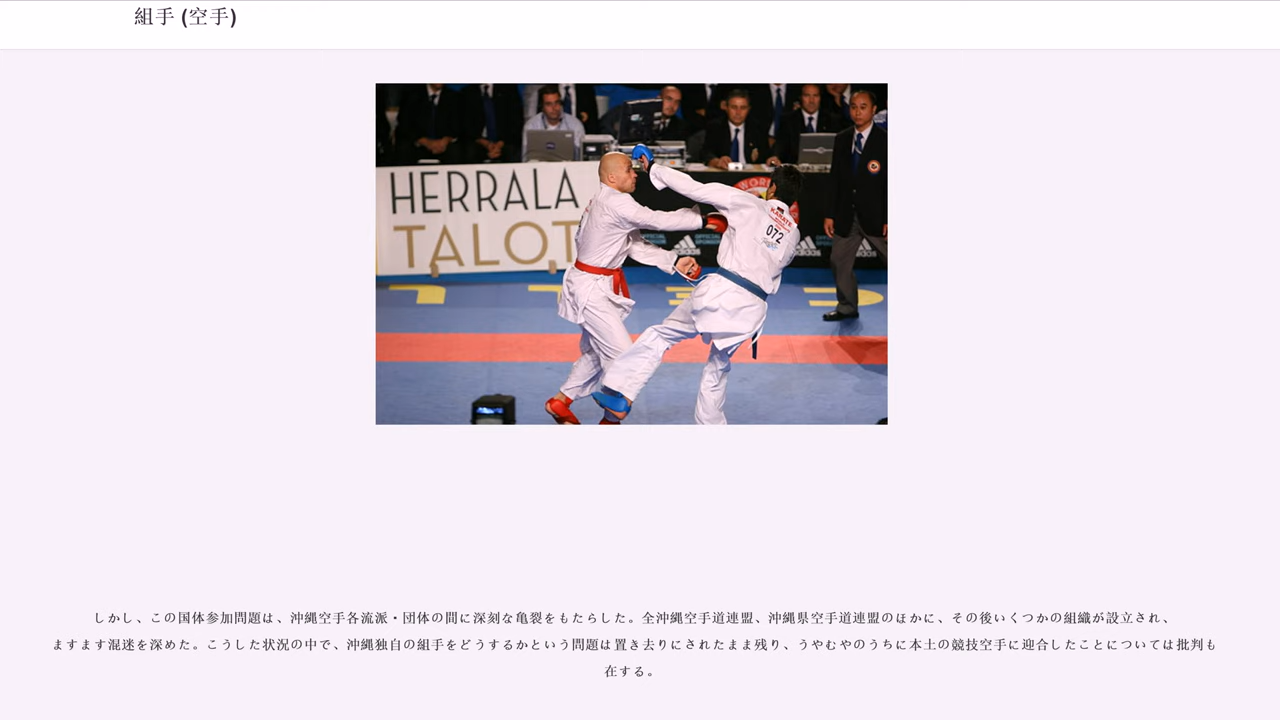 組手 (空手)
HERRALA
TALOT
WORL
KARATE
072
adidas
しかし、この国体参加問題は、沖縄空手各流派・団体の間に深刻な亀裂をもたらした。全沖縄空手道連盟、沖縄県空手道連盟のほかに、その後いくつかの組織が設立され、
ますます混迷を深めた。こうした状況の中で、沖縄独自の組手をどうするかという問題は置き去りにされたまま残り、うやむやのうちに本土の競技空手に迎合したことについては批判も
在する。